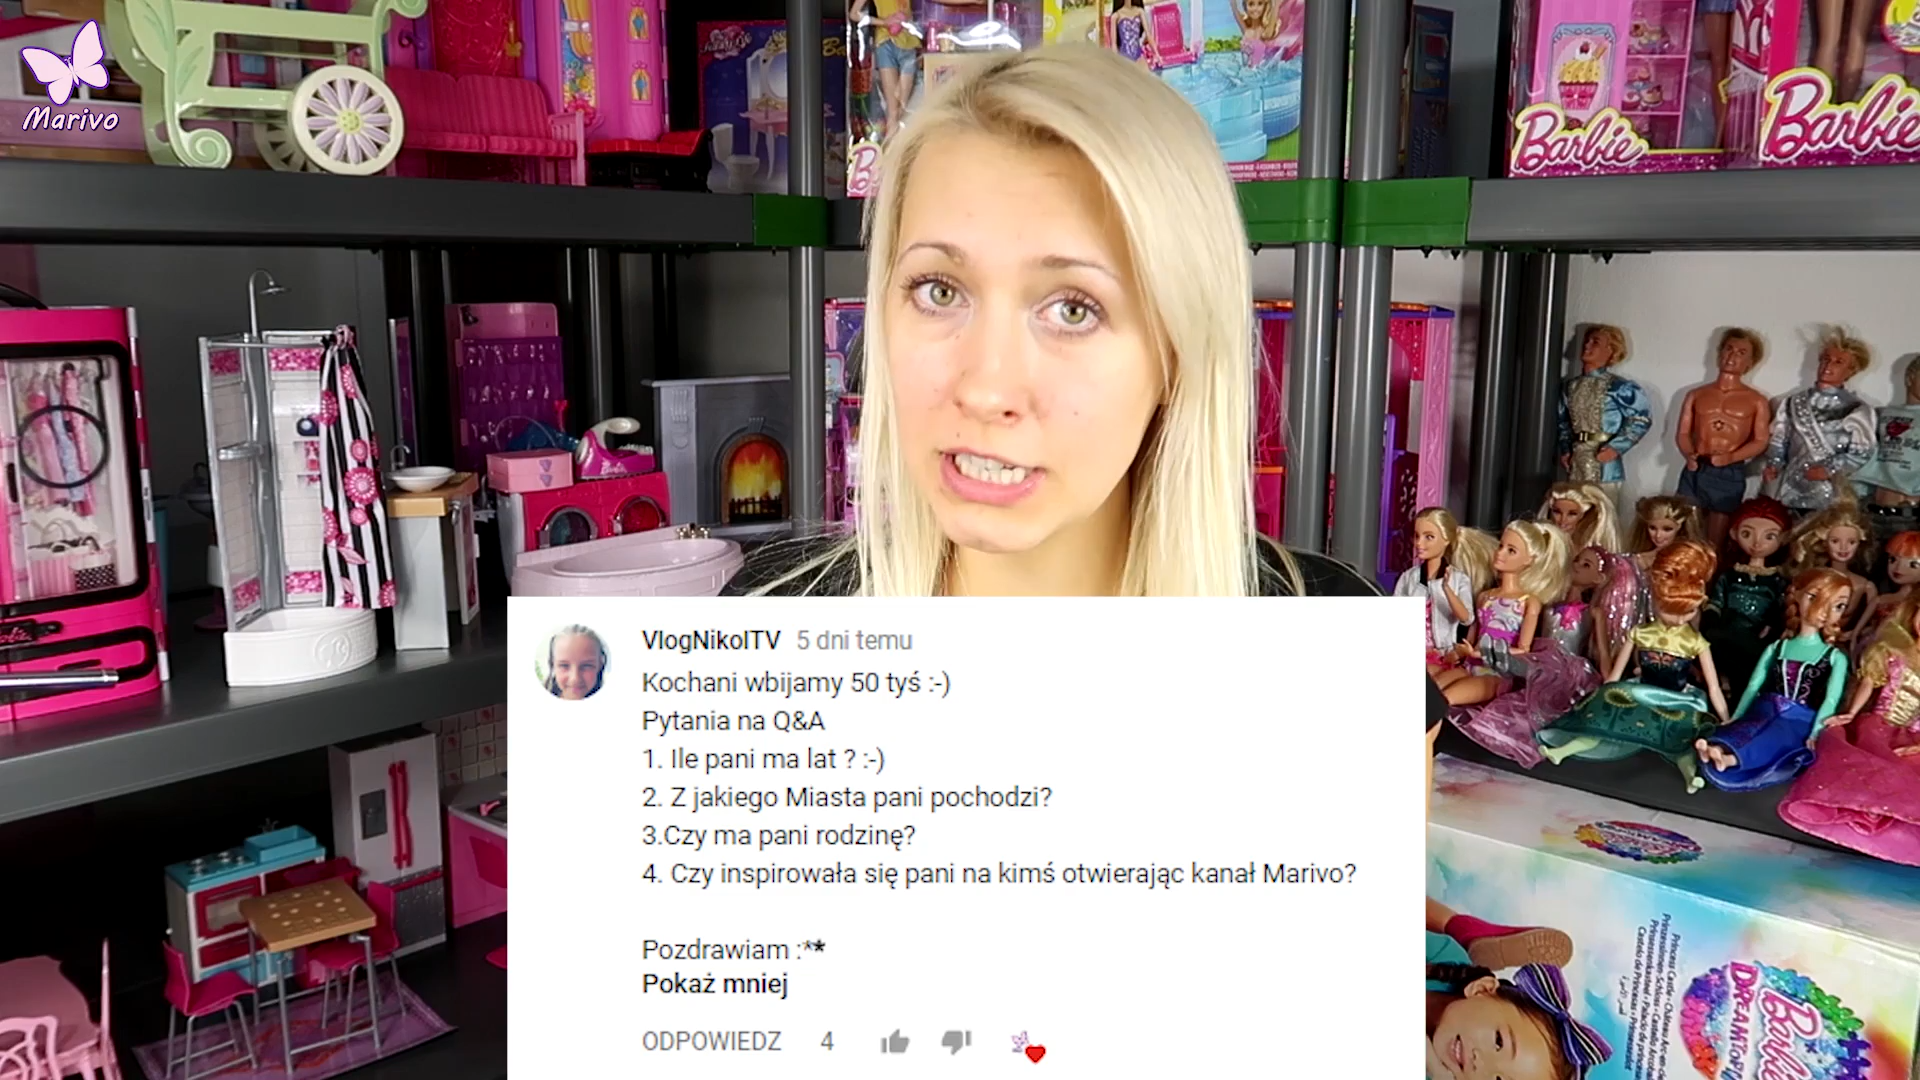 Marivo
Barbie
Barbie
VlogNikolTV 5 dni temu
Kochani wbijamy 50 tyś :-)
Pytania na Q&A
1. Ile pani ma lat ? :-)
2. Z jakiego Miasta pani pochodzi?
3.Czy ma pani rodzinę?
4. Czy inspirowała się pani na kimś otwierając kanał Marivo?
Pozdrawiam :**
Pokaż mniej
ODPOWIEDZ 4
Barbie
DREAMTOPIA